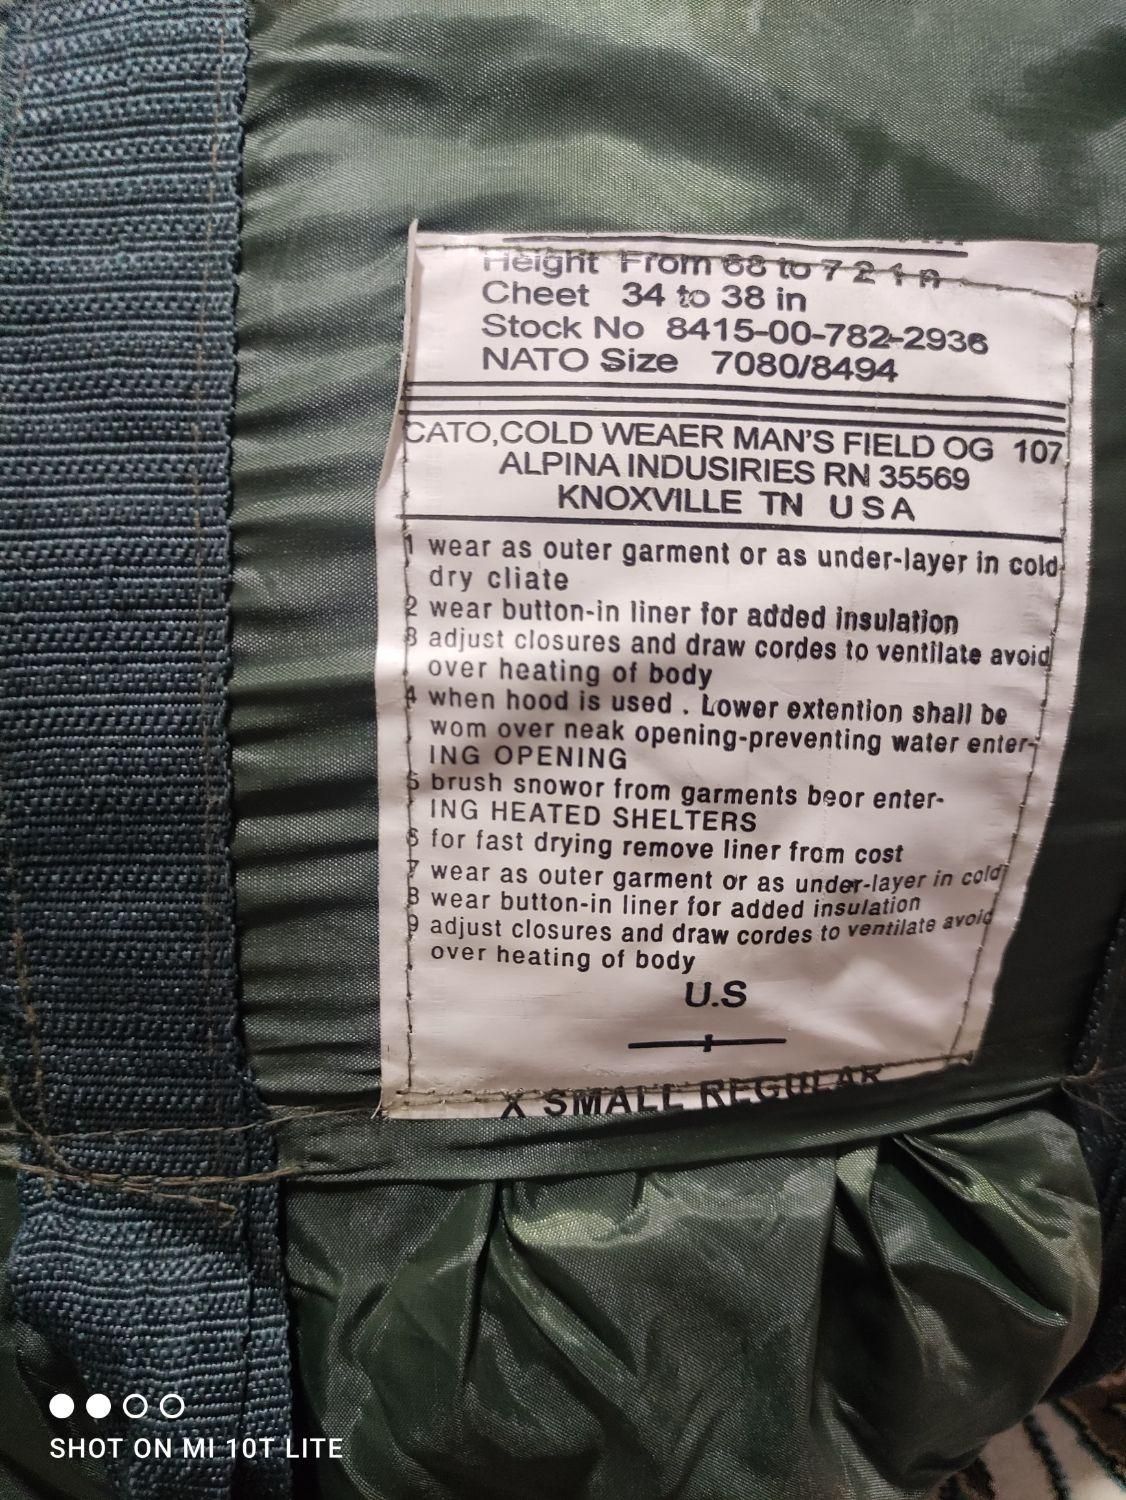 Height From 68 to 72 in
Cheet 34 to 38 in
Stock No 8415-00-782-2936
NATO Size 7080/8494
CATO,COLD WEAER MAN'S FIELD OG 107
ALPINA INDUSIRIES RN 35569
KNOXVILLE TN U S A
1 wear as outer garment or as under-layer in cold
dry cliate
2 wear button-in liner for added insulation
3 adjust closures and draw cordes to ventilate avoid
over heating of body
4 when hood is used . Lower extention shall be
wom over neak opening-preventing water enter-
ING OPENING
5 brush snowor from garments beor enter-
ING HEATED SHELTERS
6 for fast drying remove liner from cost
7 wear as outer garment or as under-layer in cold
8 wear button-in liner for added insulation
9 adjust closures and draw cordes to ventilate avoid
over heating of body
U.S
X SMALL REGULAR
SHOT ON MI 10T LITE